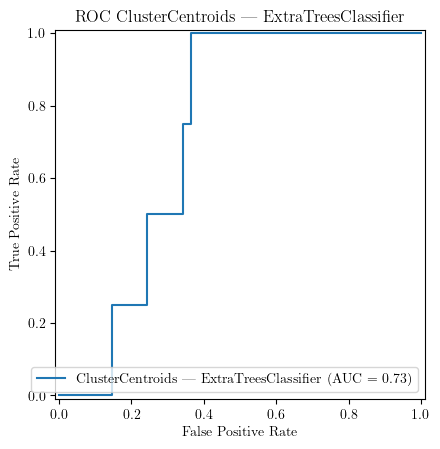 ROC ClusterCentroids — ExtraTreesClassifier
True Positive Rate
1.0
0.8
0.6
0.4
0.2
0.0
ClusterCentroids — ExtraTreesClassifier (AUC = 0.73)
0.0 0.2 0.4 0.6 0.8 1.0
False Positive Rate